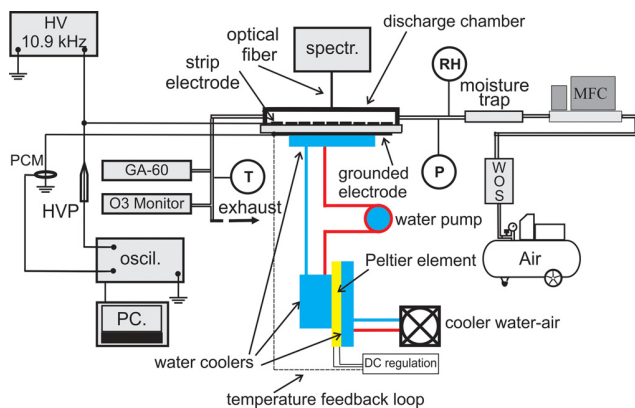 HV
10.9 kHz
optical
fiber
spectr.
discharge chamber
strip
electrode
RH
moisture
trap
MFC
PCM
HVP
GA-60
O3 Monitor
T
exhaust
grounded
electrode
P
WOS
water pump
oscil.
Peltier element
Air
PC.
cooler water-air
water coolers
DC regulation
temperature feedback loop